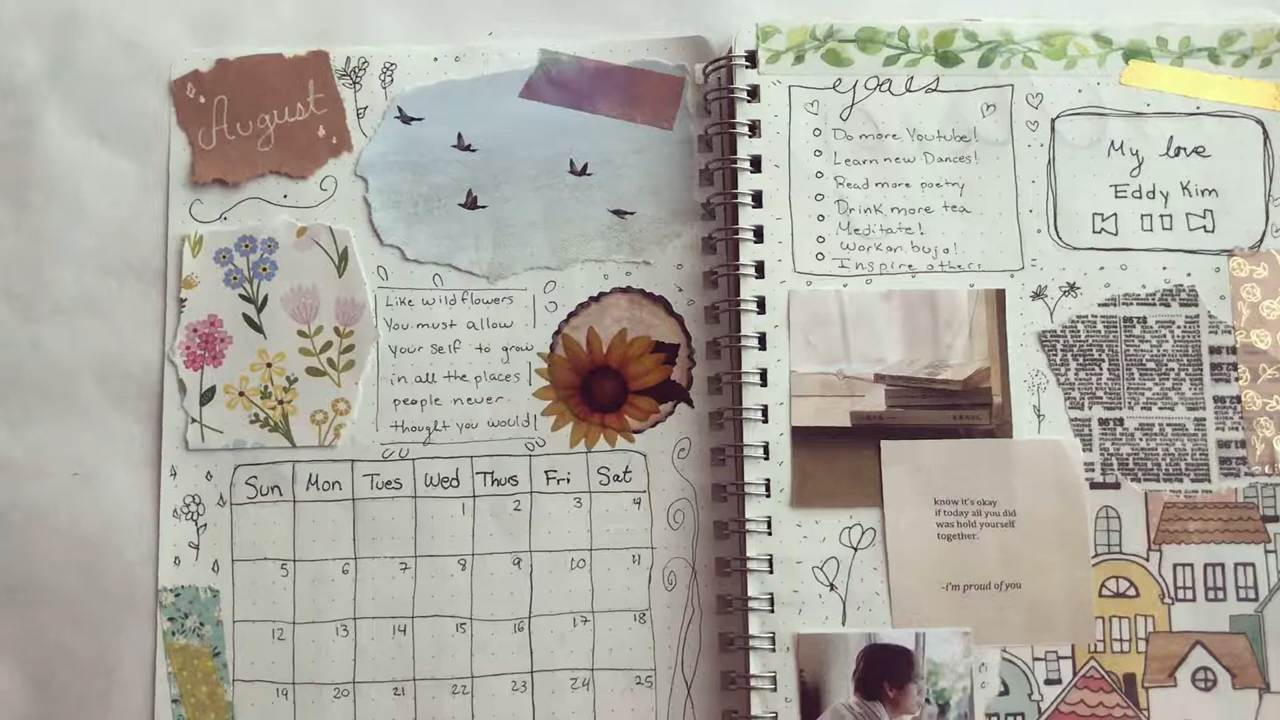 August
Like wildflowers
You must allow
your self to grow
in all the places
people never
thought you would
Sun Mon Tues Wed Thurs Fri Sat
1 2 3 4
5 6 7 8 9 10 11
12 13 14 15 16 17 18
19 20 21 22 23 24 25
goals
Do more Youtube!
Learn new Dances!
Read more poetry
Drink more tea
Meditate!
Work on bujo!
Inspire others
My love
Eddy Kim
know it's okay
if today all you did
was hold yourself
together.
-i'm proud of you